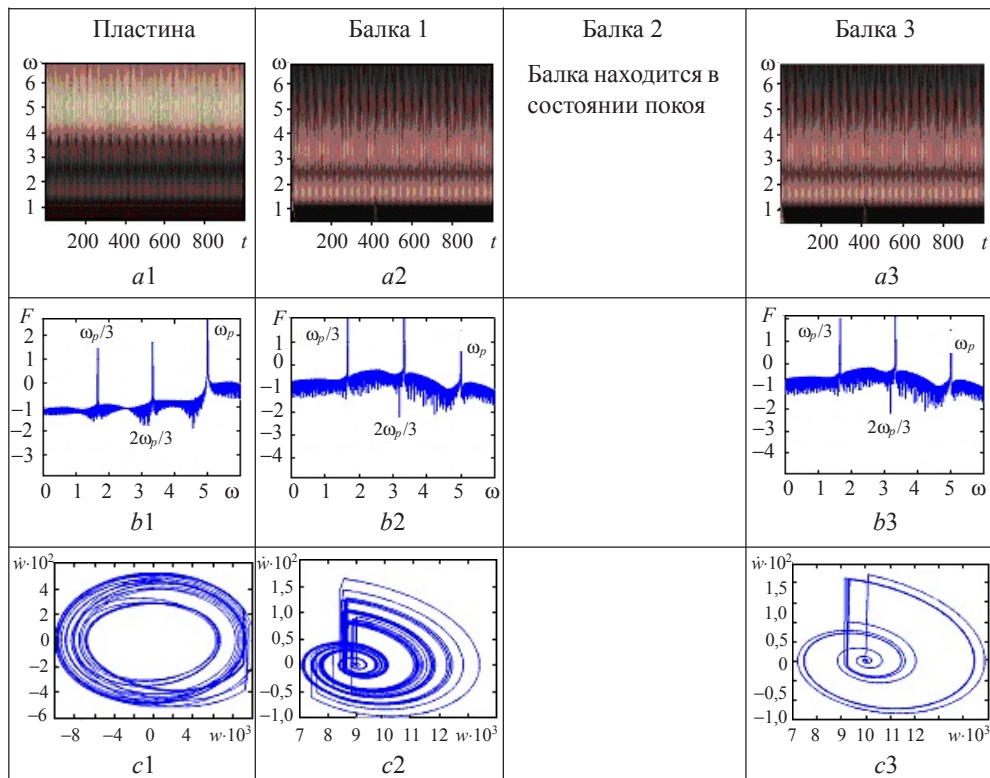 Пластина
Балка 1
Балка 2
Балка 3
Балка находится в
состоянии покоя
ω
6
5
4
3
2
1
200 400 600 800 t
a1
ω
6
5
4
3
2
1
200 400 600 800 t
a2
ω
6
5
4
3
2
1
200 400 600 800 t
a3
F
2
1
0
−1
−2
−3
ωp/3
ωp
2ωp/3
0 1 2 3 4 5 ω
b1
F
2
1
0
−1
−2
−3
−4
ωp/3
ωp
2ωp/3
0 1 2 3 4 5 ω
b2
F
2
1
0
−1
−2
−3
−4
ωp/3
ωp
2ωp/3
0 1 2 3 4 5 ω
b3
ẇ·10²
4
2
0
−2
−4
−6
−8 −4 0 4 w·10³
c1
ẇ·10²
1,5
1,0
0,5
0
−0,5
−1,0
7 8 9 10 11 12 w·10³
c2
ẇ·10²
1,5
1,0
0,5
0
−0,5
−1,0
7 8 9 10 11 12 w·10³
c3